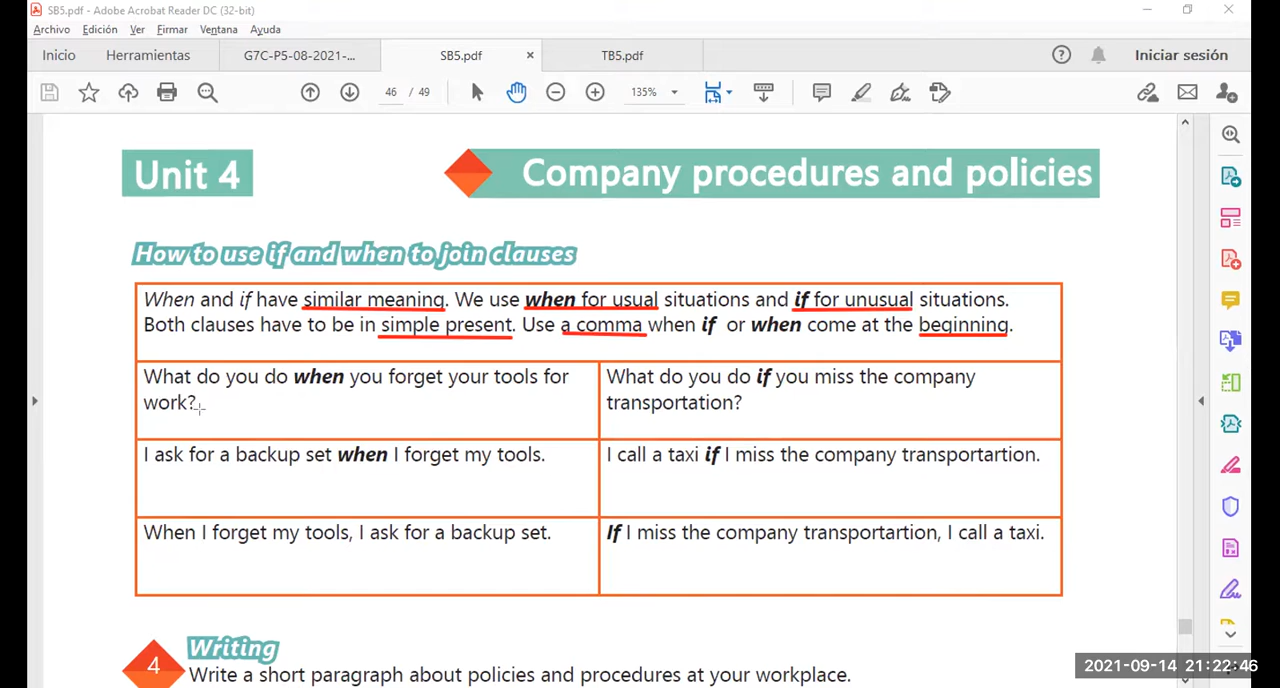 SB5.pdf - Adobe Acrobat Reader DC (32-bit)
Archivo Edición Ver Firmar Ventana Ayuda
Inicio Herramientas G7C-P5-08-2021-... SB5.pdf × TB5.pdf Iniciar sesión
46 / 49 135%
Unit 4 Company procedures and policies
How to use if and when to join clauses
When and if have similar meaning. We use when for usual situations and if for unusual situations.
Both clauses have to be in simple present. Use a comma when if or when come at the beginning.
What do you do when you forget your tools for
work?
What do you do if you miss the company
transportation?
I ask for a backup set when I forget my tools.
I call a taxi if I miss the company transportartion.
When I forget my tools, I ask for a backup set.
If I miss the company transportartion, I call a taxi.
4 Writing
Write a short paragraph about policies and procedures at your workplace.
2021-09-14 21:22:46